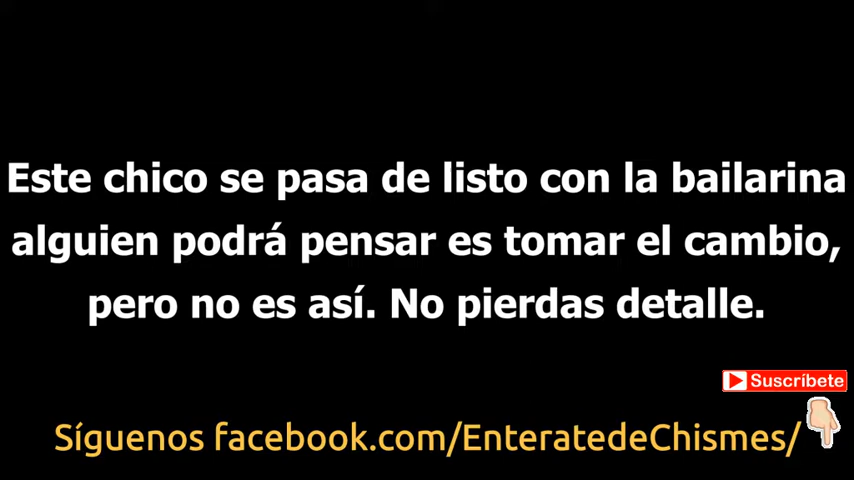 Este chico se pasa de listo con la bailarina
alguien podrá pensar es tomar el cambio,
pero no es así. No pierdas detalle.
Suscríbete
Síguenos facebook.com/EnteratedeChismes/